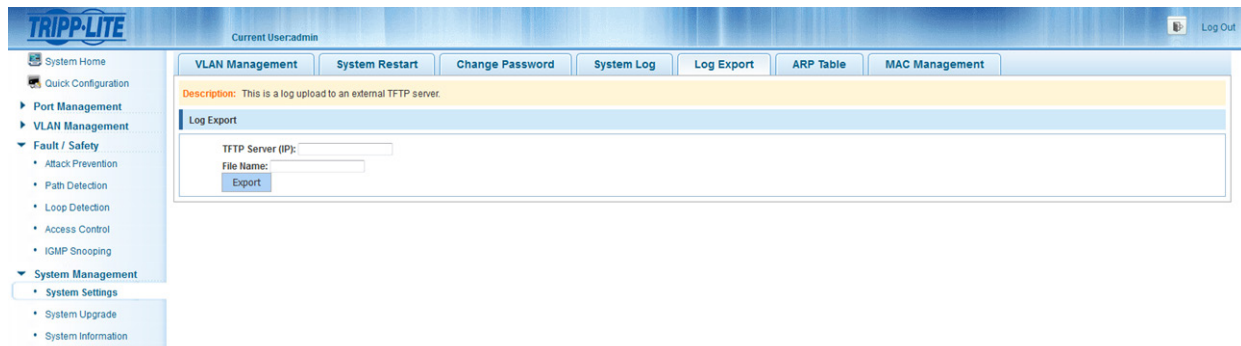 TRIPP·LITE
Current User:admin
Log Out
System Home
Quick Configuration
Port Management
VLAN Management
Fault / Safety
Attack Prevention
Path Detection
Loop Detection
Access Control
IGMP Snooping
System Management
System Settings
System Upgrade
System Information
VLAN Management System Restart Change Password System Log Log Export ARP Table MAC Management
Description: This is a log upload to an external TFTP server.
Log Export
TFTP Server (IP):
File Name:
Export